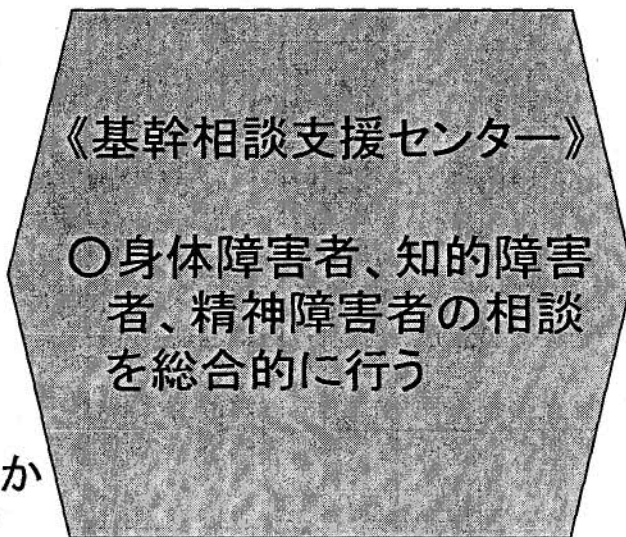 《基幹相談支援センター》
○身体障害者、知的障害
者、精神障害者の相談
を総合的に行う
か